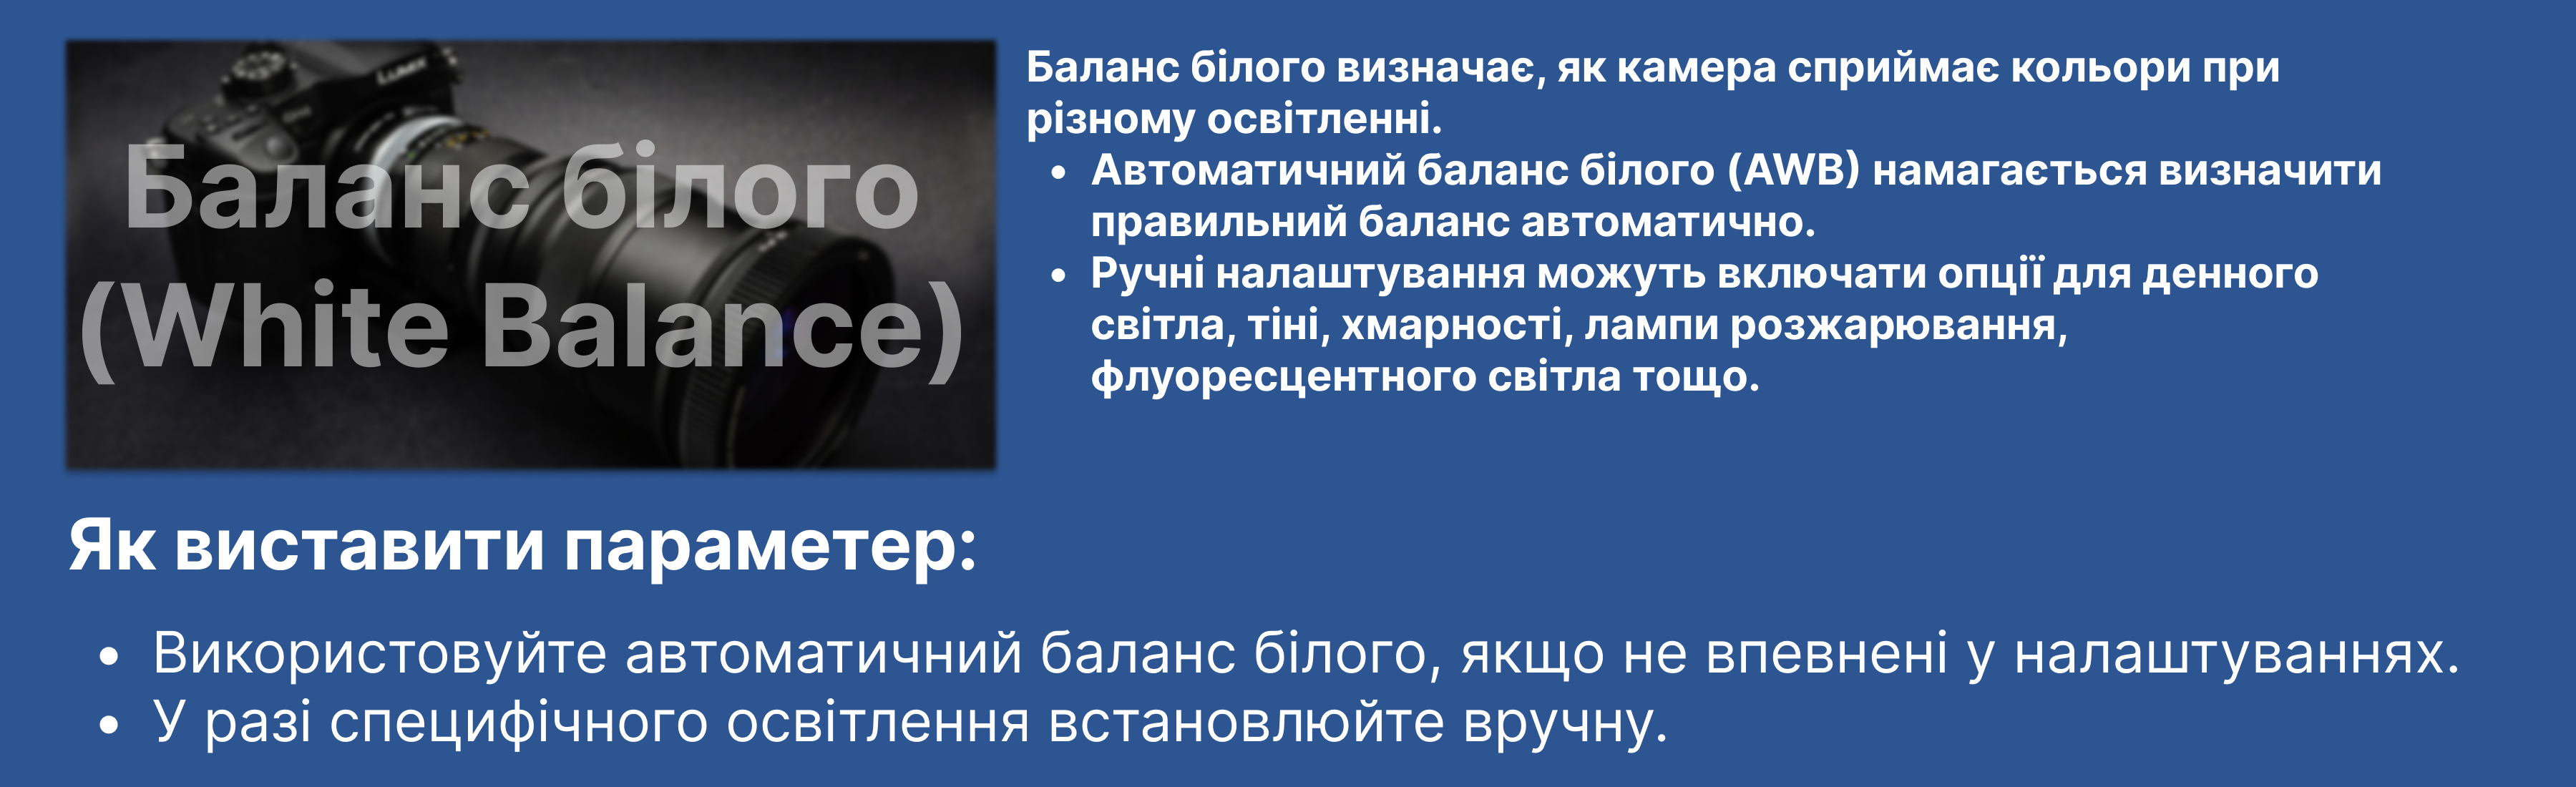 LUMIX
Баланс білого
(White Balance)
Баланс білого визначає, як камера сприймає кольори при
різному освітленні.
• Автоматичний баланс білого (AWB) намагається визначити
правильний баланс автоматично.
• Ручні налаштування можуть включати опції для денного
світла, тіні, хмарності, лампи розжарювання,
флуоресцентного світла тощо.
Як виставити параметер:
• Використовуйте автоматичний баланс білого, якщо не впевнені у налаштуваннях.
• У разі специфічного освітлення встановлюйте вручну.